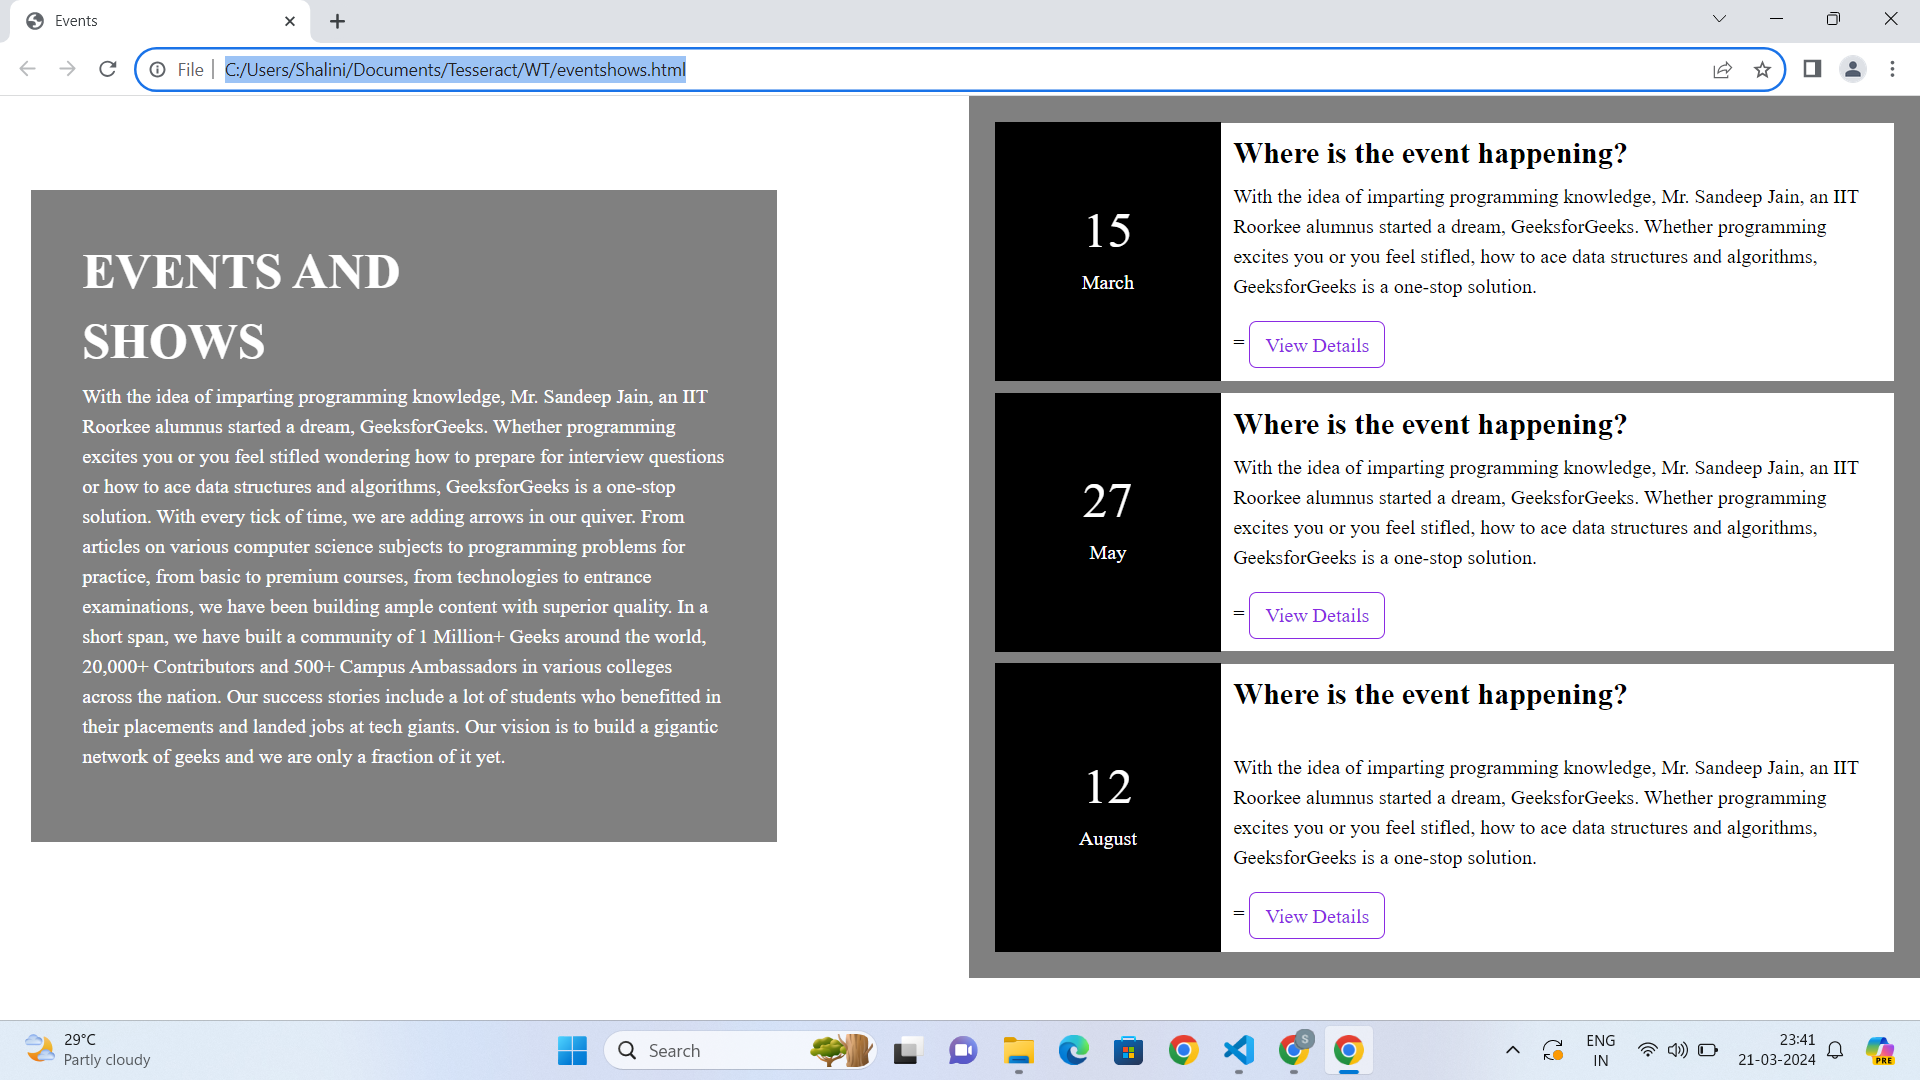 Events
File
C:/Users/Shalini/Documents/Tesseract/WT/eventshows.html
EVENTS AND
SHOWS
With the idea of imparting programming knowledge, Mr. Sandeep Jain, an IIT
Roorkee alumnus started a dream, GeeksforGeeks. Whether programming
excites you or you feel stifled wondering how to prepare for interview questions
or how to ace data structures and algorithms, GeeksforGeeks is a one-stop
solution. With every tick of time, we are adding arrows in our quiver. From
articles on various computer science subjects to programming problems for
practice, from basic to premium courses, from technologies to entrance
examinations, we have been building ample content with superior quality. In a
short span, we have built a community of 1 Million+ Geeks around the world,
20,000+ Contributors and 500+ Campus Ambassadors in various colleges
across the nation. Our success stories include a lot of students who benefitted in
their placements and landed jobs at tech giants. Our vision is to build a gigantic
network of geeks and we are only a fraction of it yet.
15
March
Where is the event happening?
With the idea of imparting programming knowledge, Mr. Sandeep Jain, an IIT
Roorkee alumnus started a dream, GeeksforGeeks. Whether programming
excites you or you feel stifled, how to ace data structures and algorithms,
GeeksforGeeks is a one-stop solution.
= View Details
27
May
Where is the event happening?
With the idea of imparting programming knowledge, Mr. Sandeep Jain, an IIT
Roorkee alumnus started a dream, GeeksforGeeks. Whether programming
excites you or you feel stifled, how to ace data structures and algorithms,
GeeksforGeeks is a one-stop solution.
= View Details
12
August
Where is the event happening?
With the idea of imparting programming knowledge, Mr. Sandeep Jain, an IIT
Roorkee alumnus started a dream, GeeksforGeeks. Whether programming
excites you or you feel stifled, how to ace data structures and algorithms,
GeeksforGeeks is a one-stop solution.
= View Details
29°C
Partly cloudy
Search
S
ENG
IN
23:41
21-03-2024
PRE